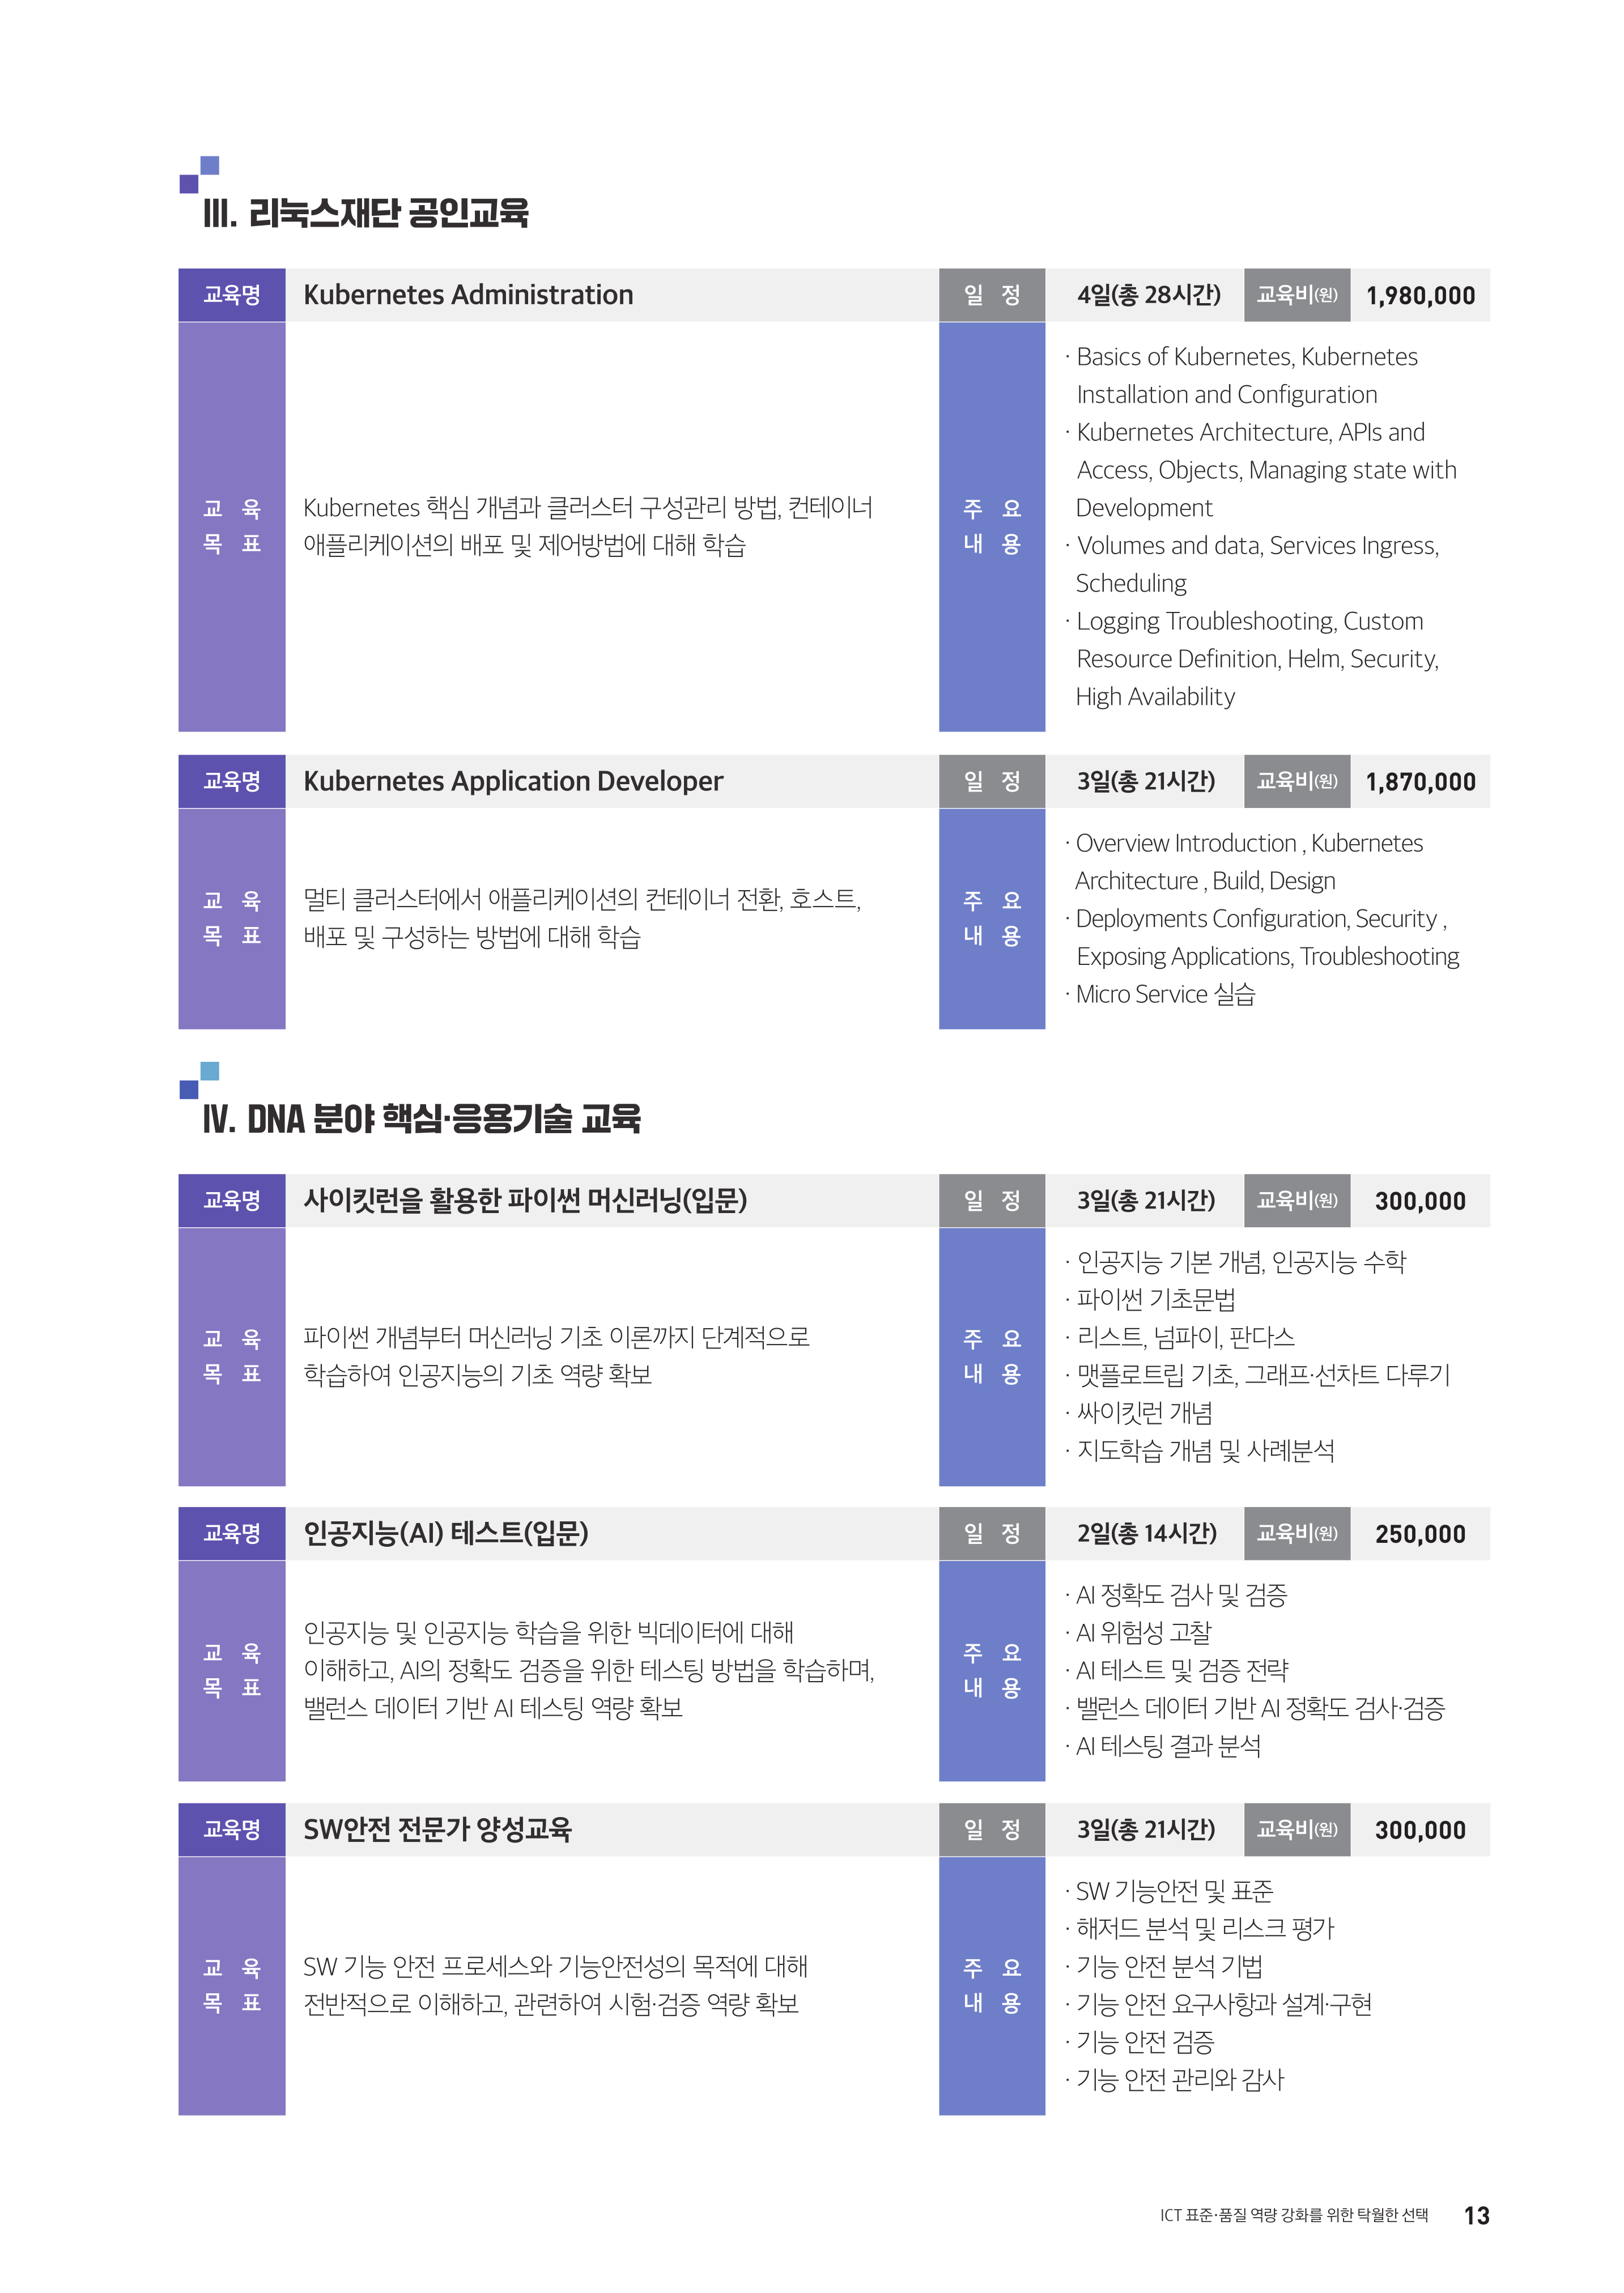 III. 리눅스재단 공인교육
교육명 Kubernetes Administration 일 정 4일(총 28시간) 교육비(원) 1,980,000
교 육
목 표
Kubernetes 핵심 개념과 클러스터 구성관리 방법, 컨테이너
애플리케이션의 배포 및 제어방법에 대해 학습
주 요
내 용
· Basics of Kubernetes, Kubernetes
Installation and Configuration
· Kubernetes Architecture, APIs and
Access, Objects, Managing state with
Development
· Volumes and data, Services Ingress,
Scheduling
· Logging Troubleshooting, Custom
Resource Definition, Helm, Security,
High Availability
교육명 Kubernetes Application Developer 일 정 3일(총 21시간) 교육비(원) 1,870,000
교 육
목 표
멀티 클러스터에서 애플리케이션의 컨테이너 전환, 호스트,
배포 및 구성하는 방법에 대해 학습
주 요
내 용
· Overview Introduction , Kubernetes
Architecture , Build, Design
· Deployments Configuration, Security ,
Exposing Applications, Troubleshooting
· Micro Service 실습
IV. DNA 분야 핵심·응용기술 교육
교육명 사이킷런을 활용한 파이썬 머신러닝(입문) 일 정 3일(총 21시간) 교육비(원) 300,000
교 육
목 표
파이썬 개념부터 머신러닝 기초 이론까지 단계적으로
학습하여 인공지능의 기초 역량 확보
주 요
내 용
· 인공지능 기본 개념, 인공지능 수학
· 파이썬 기초문법
· 리스트, 넘파이, 판다스
· 맷플로트립 기초, 그래프·선차트 다루기
· 싸이킷런 개념
· 지도학습 개념 및 사례분석
교육명 인공지능(AI) 테스트(입문) 일 정 2일(총 14시간) 교육비(원) 250,000
교 육
목 표
인공지능 및 인공지능 학습을 위한 빅데이터에 대해
이해하고, AI의 정확도 검증을 위한 테스팅 방법을 학습하며,
밸런스 데이터 기반 AI 테스팅 역량 확보
주 요
내 용
· AI 정확도 검사 및 검증
· AI 위험성 고찰
· AI 테스트 및 검증 전략
· 밸런스 데이터 기반 AI 정확도 검사·검증
· AI 테스팅 결과 분석
교육명 SW안전 전문가 양성교육 일 정 3일(총 21시간) 교육비(원) 300,000
교 육
목 표
SW 기능 안전 프로세스와 기능안전성의 목적에 대해
전반적으로 이해하고, 관련하여 시험·검증 역량 확보
주 요
내 용
· SW 기능안전 및 표준
· 해저드 분석 및 리스크 평가
· 기능 안전 분석 기법
· 기능 안전 요구사항과 설계·구현
· 기능 안전 검증
· 기능 안전 관리와 감사
ICT 표준·품질 역량 강화를 위한 탁월한 선택 13